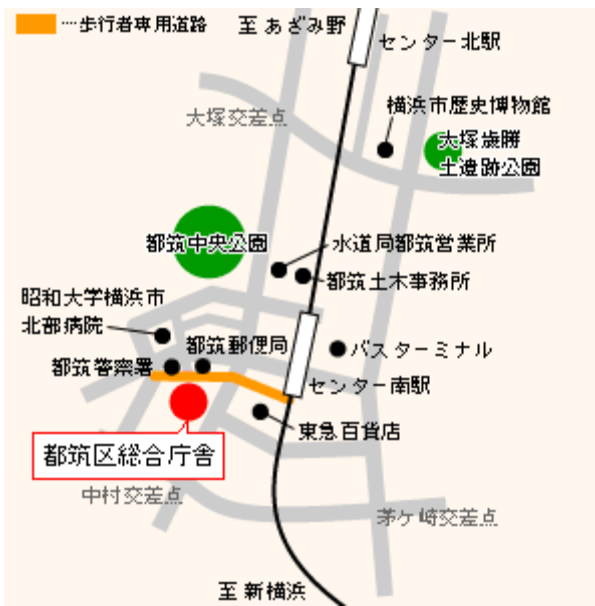 …歩行者専用道路
至あざみ野
センター北駅
横浜市歴史博物館
大塚交差点
大塚歳勝
土遺跡公園
都筑中央公園
水道局都筑営業所
都筑土木事務所
昭和大学横浜市
北部病院
都筑郵便局
バスターミナル
都筑警察署
センター南駅
東急百貨店
都筑区総合庁舎
中村交差点
茅ケ崎交差点
至新横浜